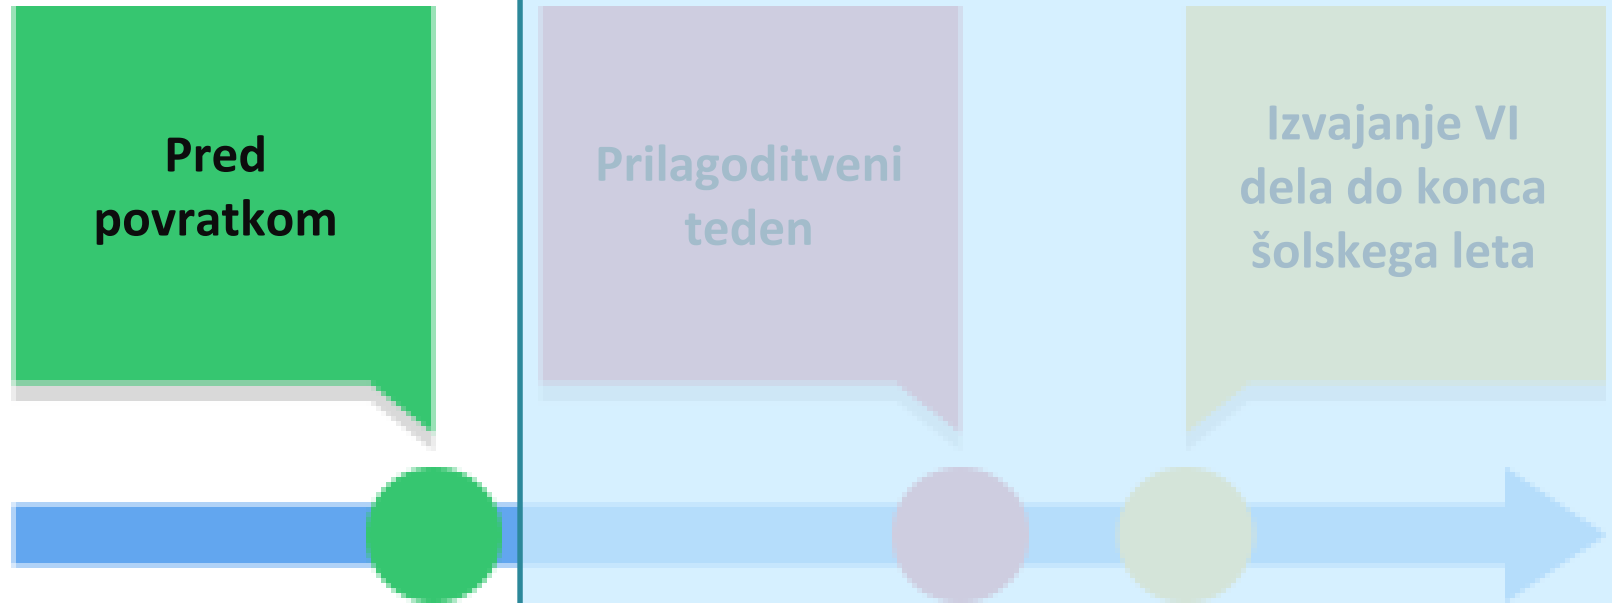 Pred
povratkom
Prilagoditveni
teden
Izvajanje VI
dela do konca
šolskega leta